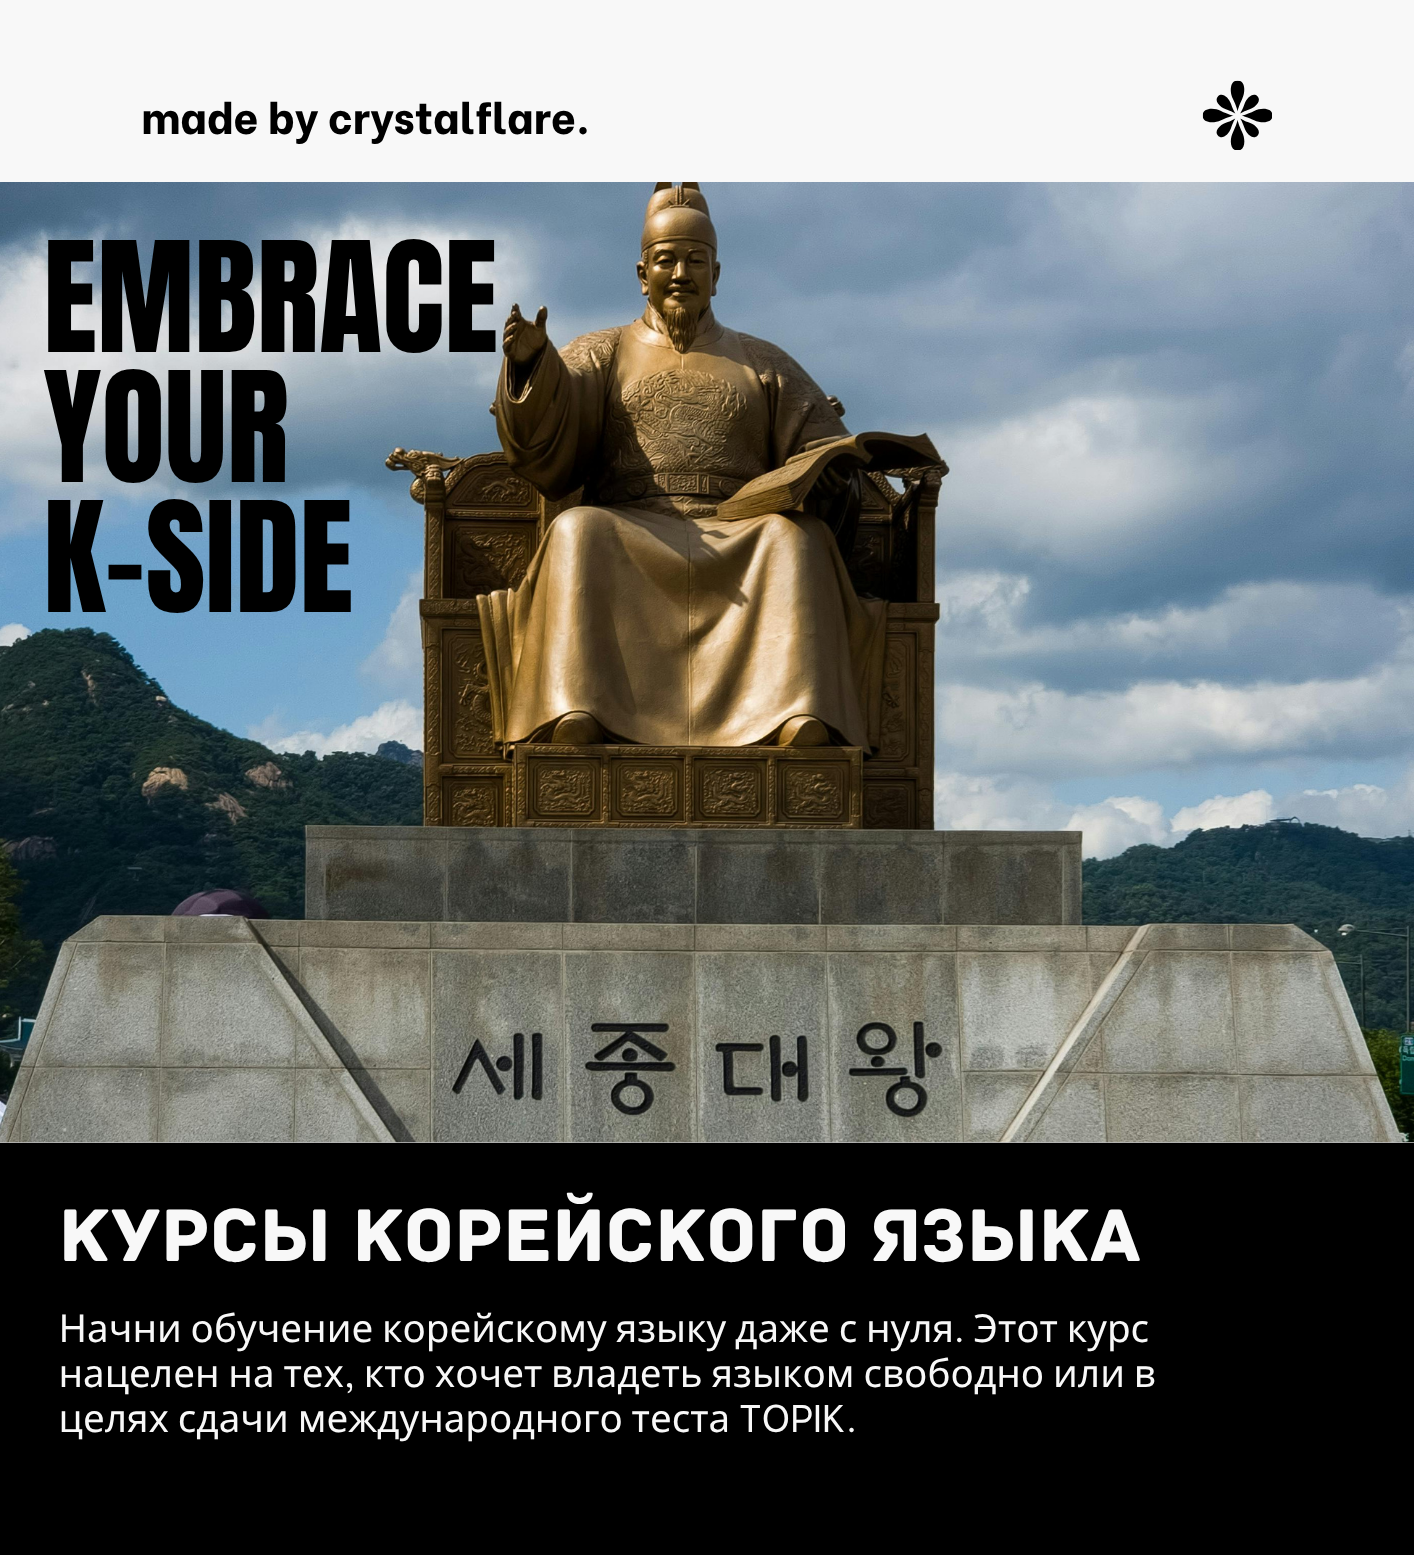 made by crystalflare.
EMBRACE
YOUR
K-SIDE
세종대왕
КУРСЫ КОРЕЙСКОГО ЯЗЫКА
Начни обучение корейскому языку даже с нуля. Этот курс
нацелен на тех, кто хочет владеть языком свободно или в
целях сдачи международного теста TOPIK.